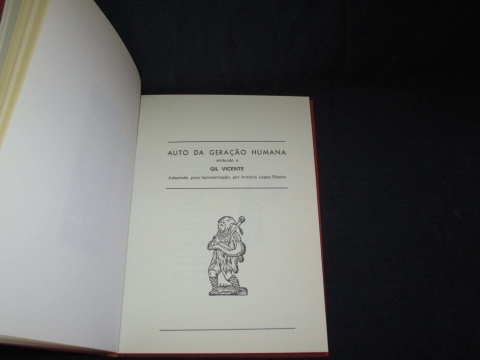 AUTO DA GERAÇÃO HUMANA
atribuído a
GIL VICENTE
Adaptado, para representação, por António Lopes Ribeiro